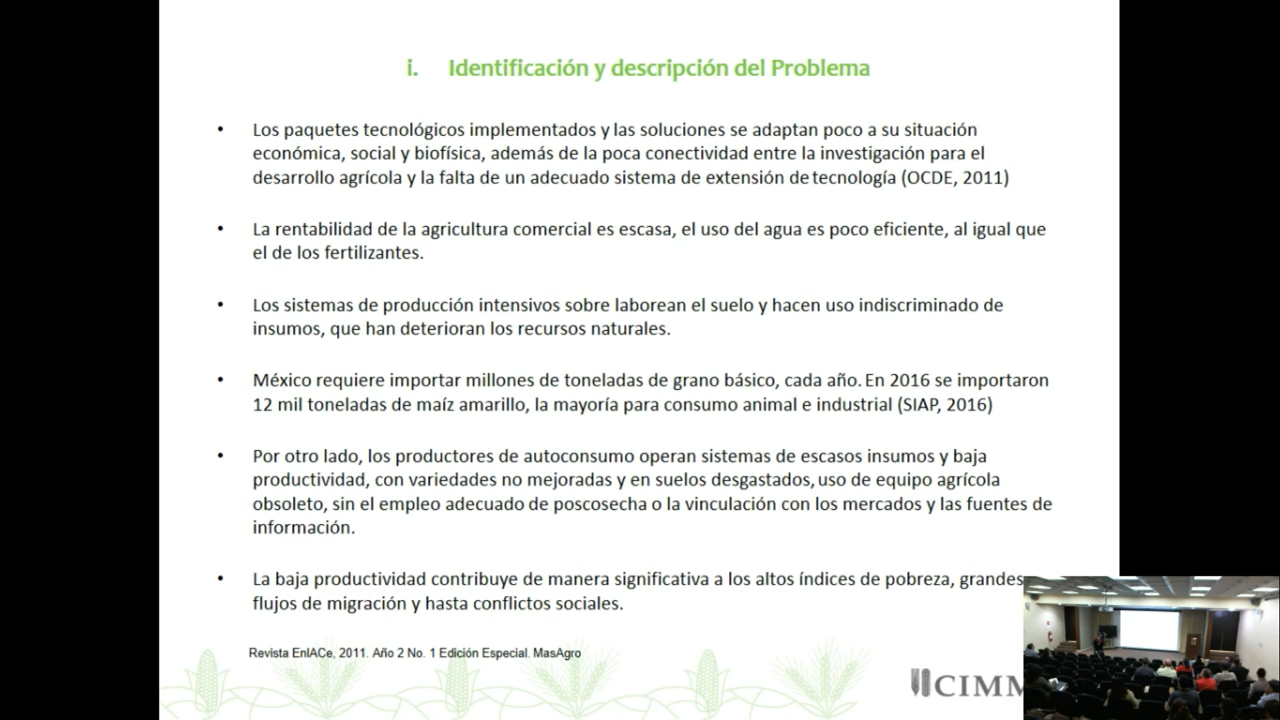 i. Identificación y descripción del Problema
• Los paquetes tecnológicos implementados y las soluciones se adaptan poco a su situación
económica, social y biofísica, además de la poca conectividad entre la investigación para el
desarrollo agrícola y la falta de un adecuado sistema de extensión de tecnología (OCDE, 2011)
• La rentabilidad de la agricultura comercial es escasa, el uso del agua es poco eficiente, al igual que
el de los fertilizantes.
• Los sistemas de producción intensivos sobre laborean el suelo y hacen uso indiscriminado de
insumos, que han deterioran los recursos naturales.
• México requiere importar millones de toneladas de grano básico, cada año. En 2016 se importaron
12 mil toneladas de maíz amarillo, la mayoría para consumo animal e industrial (SIAP, 2016)
• Por otro lado, los productores de autoconsumo operan sistemas de escasos insumos y baja
productividad, con variedades no mejoradas y en suelos desgastados, uso de equipo agrícola
obsoleto, sin el empleo adecuado de poscosecha o la vinculación con los mercados y las fuentes de
información.
• La baja productividad contribuye de manera significativa a los altos índices de pobreza, grandes
flujos de migración y hasta conflictos sociales.
Revista EnlACe, 2011. Año 2 No. 1 Edición Especial. MasAgro
CIMM